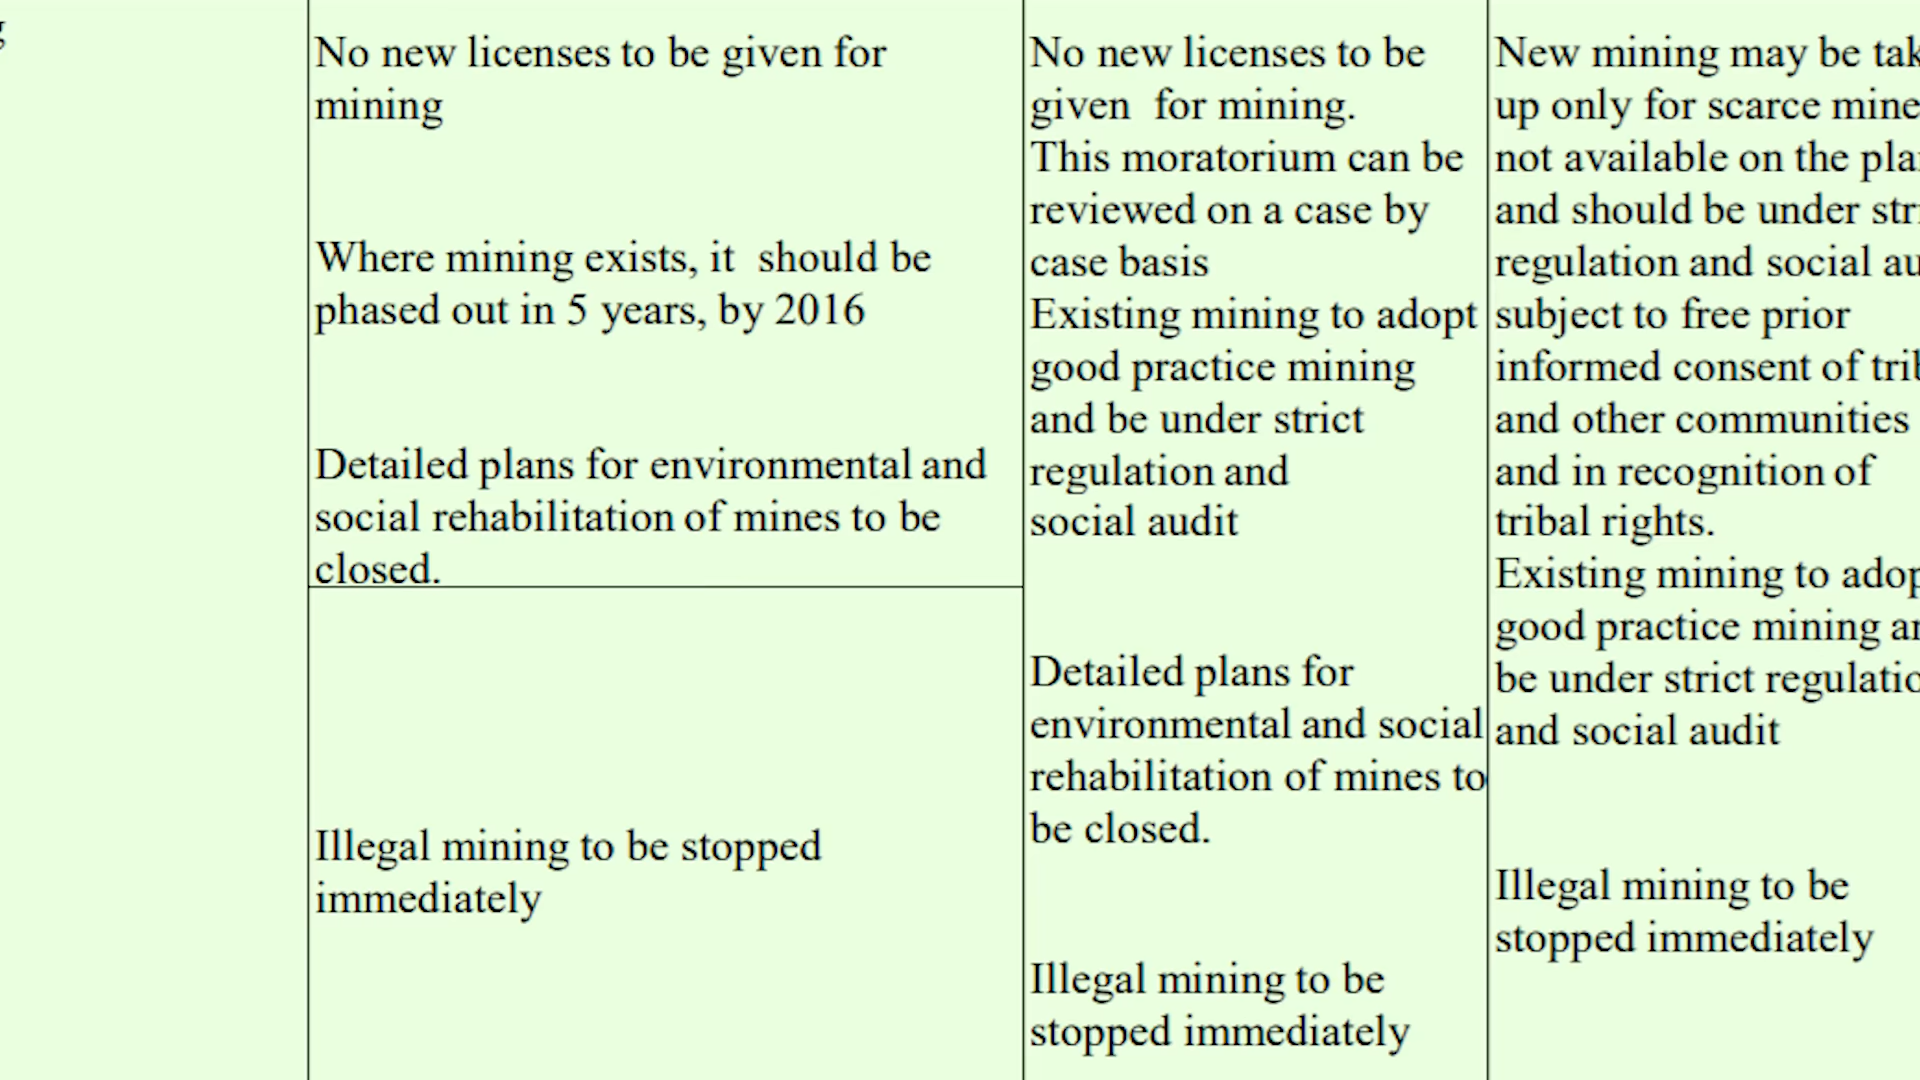 No new licenses to be given for
mining
Where mining exists, it should be
phased out in 5 years, by 2016
Detailed plans for environmental and
social rehabilitation of mines to be
closed.
Illegal mining to be stopped
immediately
No new licenses to be
given for mining.
This moratorium can be
reviewed on a case by
case basis
Existing mining to adopt
good practice mining
and be under strict
regulation and
social audit
Detailed plans for
environmental and social
rehabilitation of mines to
be closed.
Illegal mining to be
stopped immediately
New mining may be
up only for scarce
not available on the
and should be under
regulation and social
subject to free prior
informed consent of
and other communities
and in recognition of
tribal rights.
Existing mining to
good practice mining
be under strict
and social audit
Illegal mining to be
stopped immediately